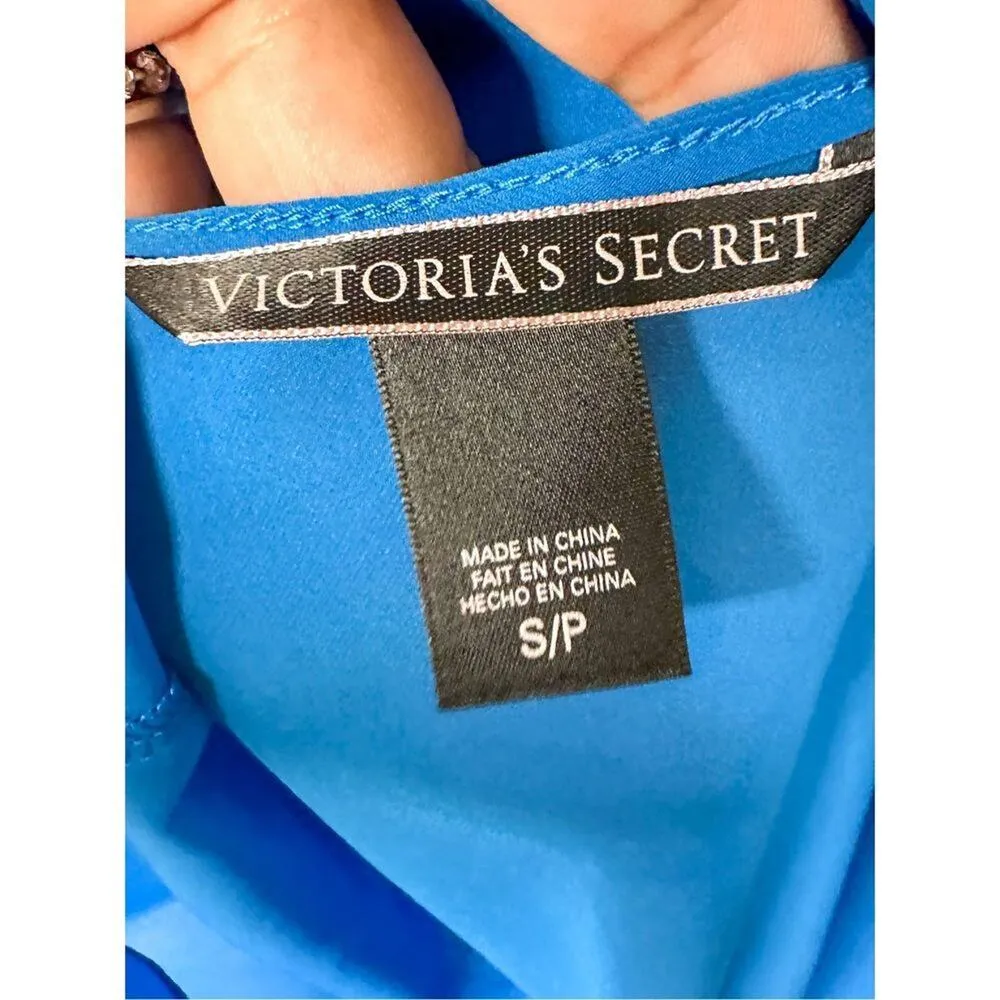 VICTORIA'S SECRET
MADE IN CHINA
FAIT EN CHINE
HECHO EN CHINA
S/P